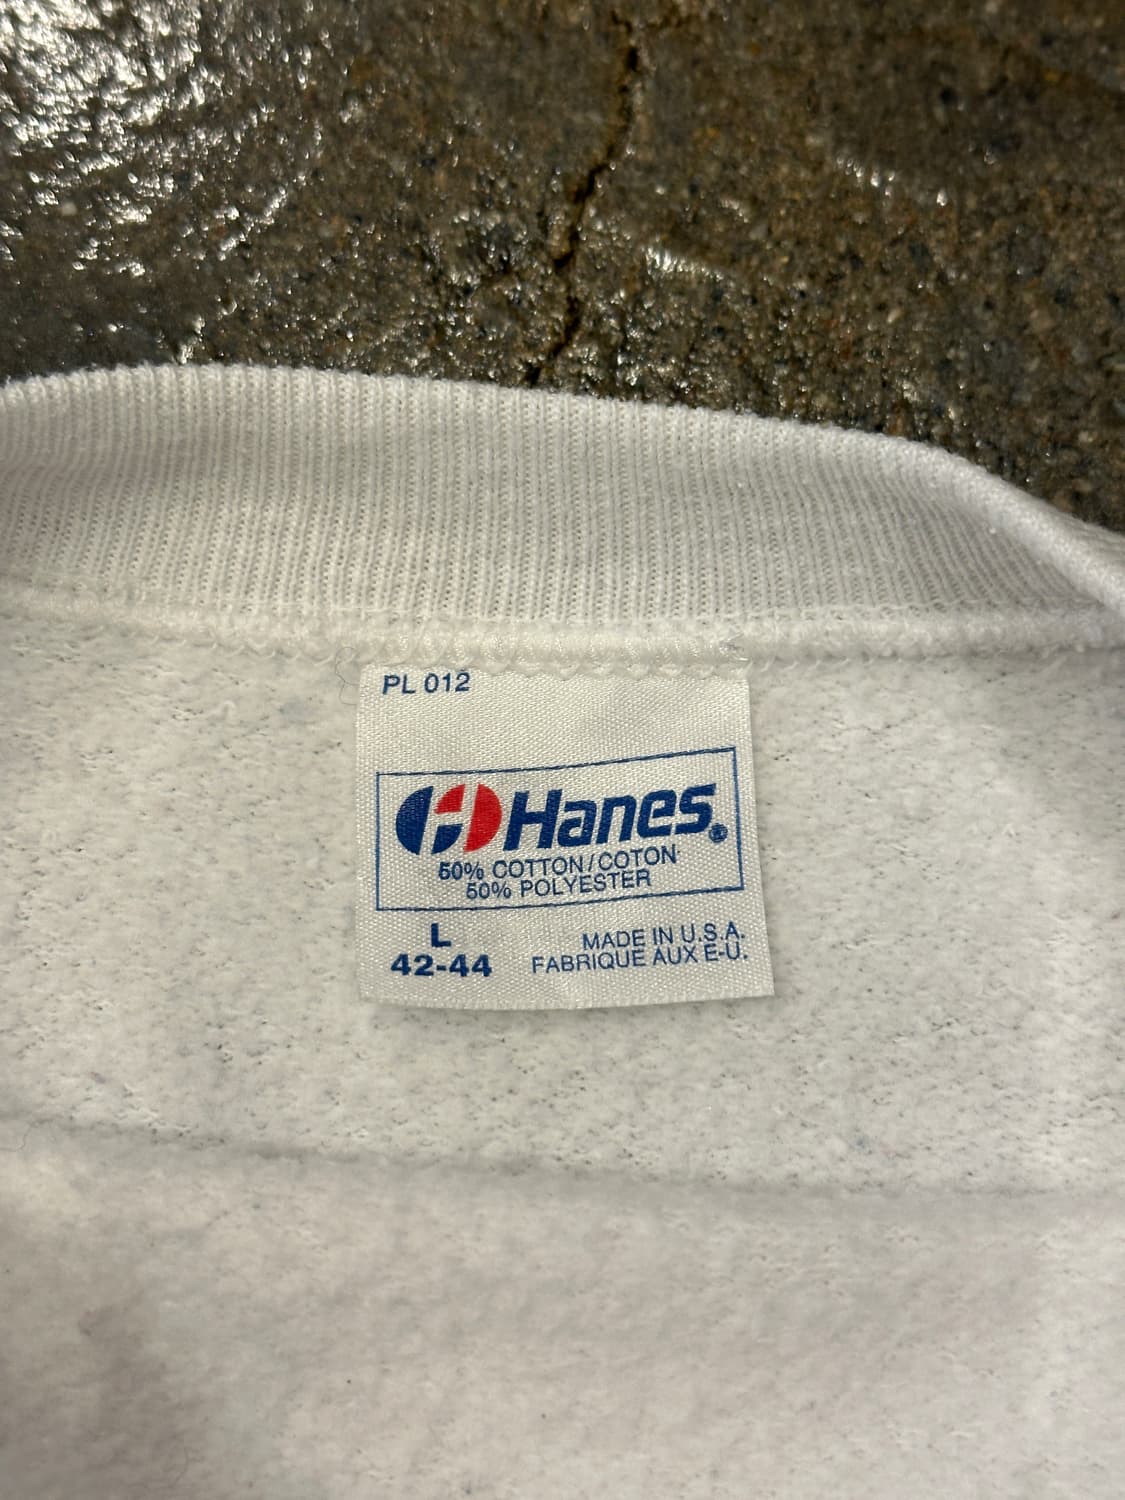 PL 012
H Hanes®
50% COTTON/COTON
50% POLYESTER
L
42-44
MADE IN U.S.A.
FABRIQUE AUX E-U.